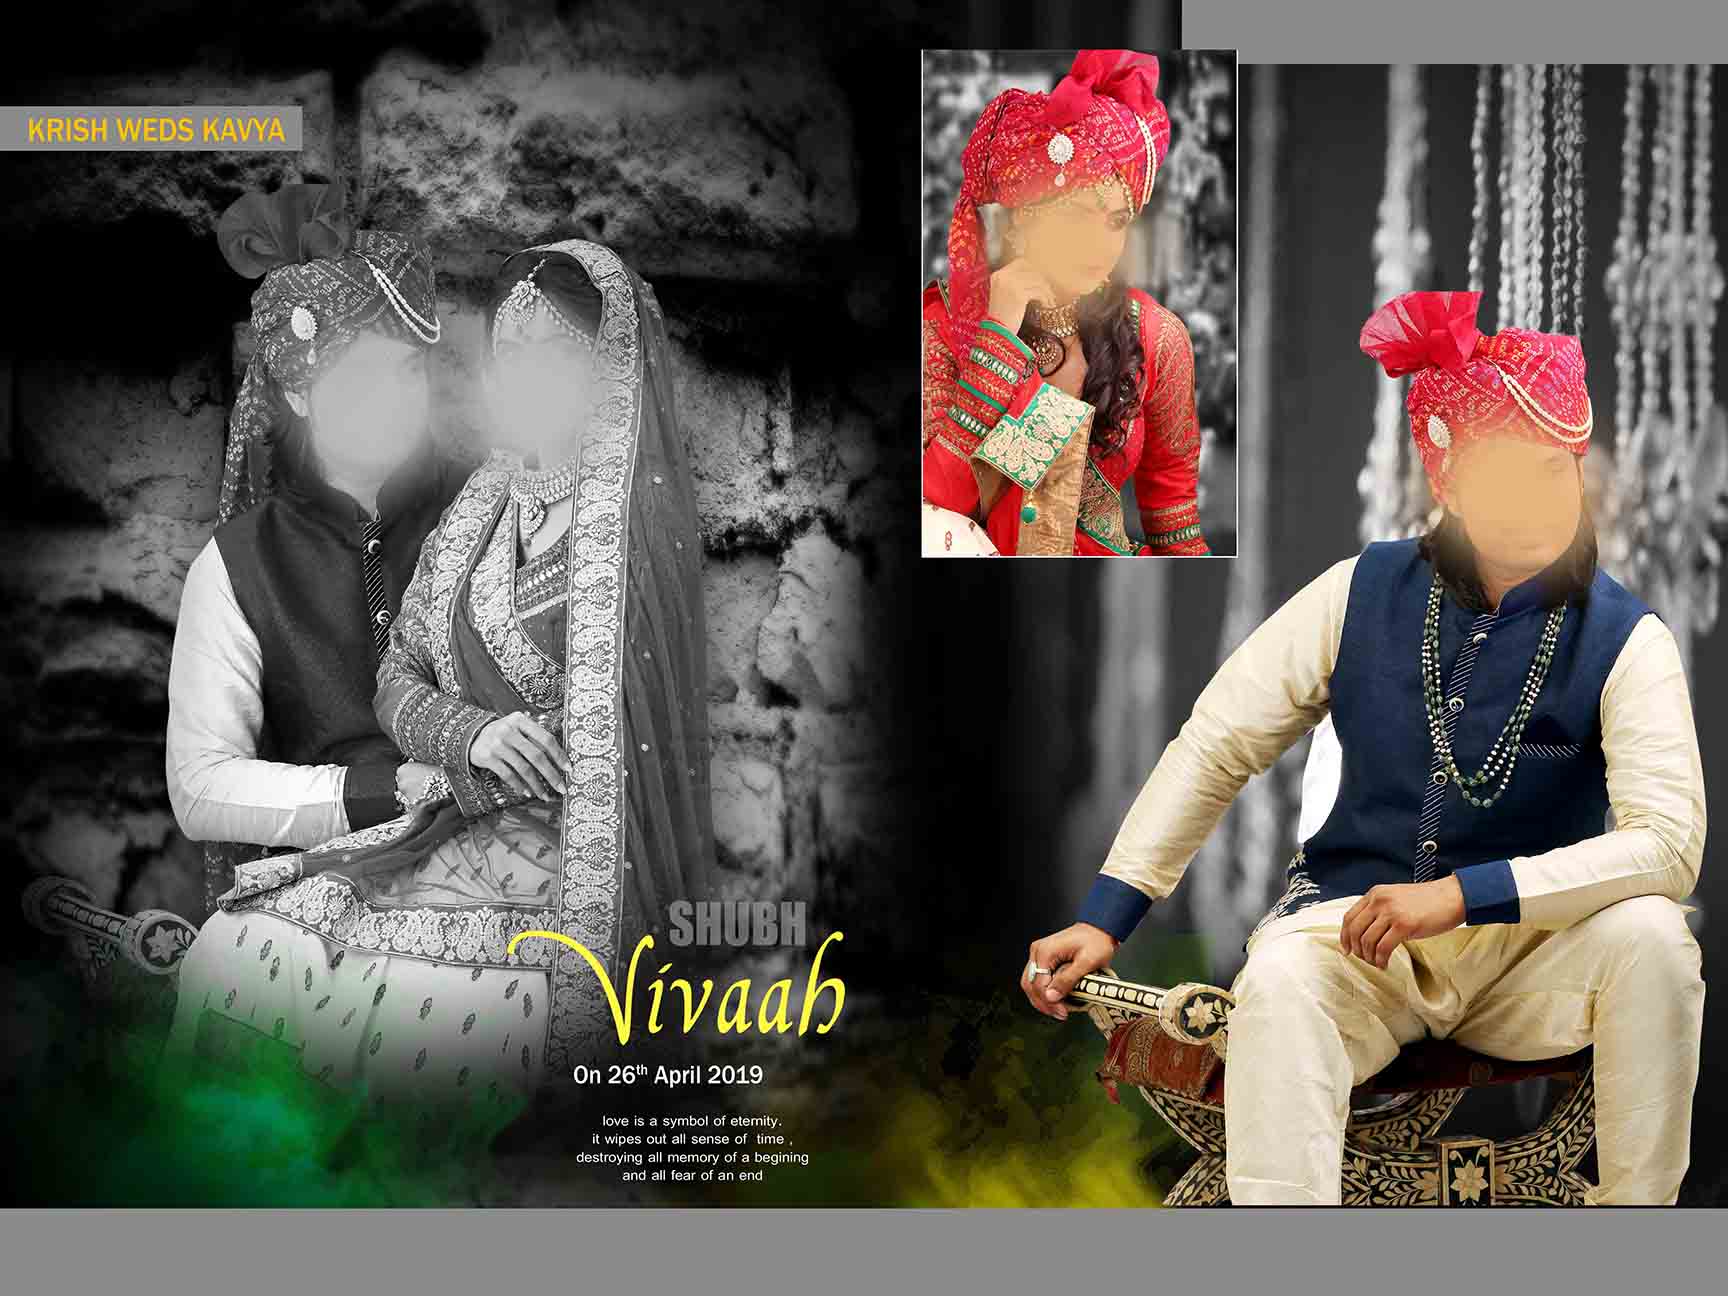 KRISH WEDS KAVYA
SHUBH
Vivaah
On 26th April 2019
love is a symbol of eternity.
it wipes out all sense of time ,
destroying all memory of a begining
and all fear of an end